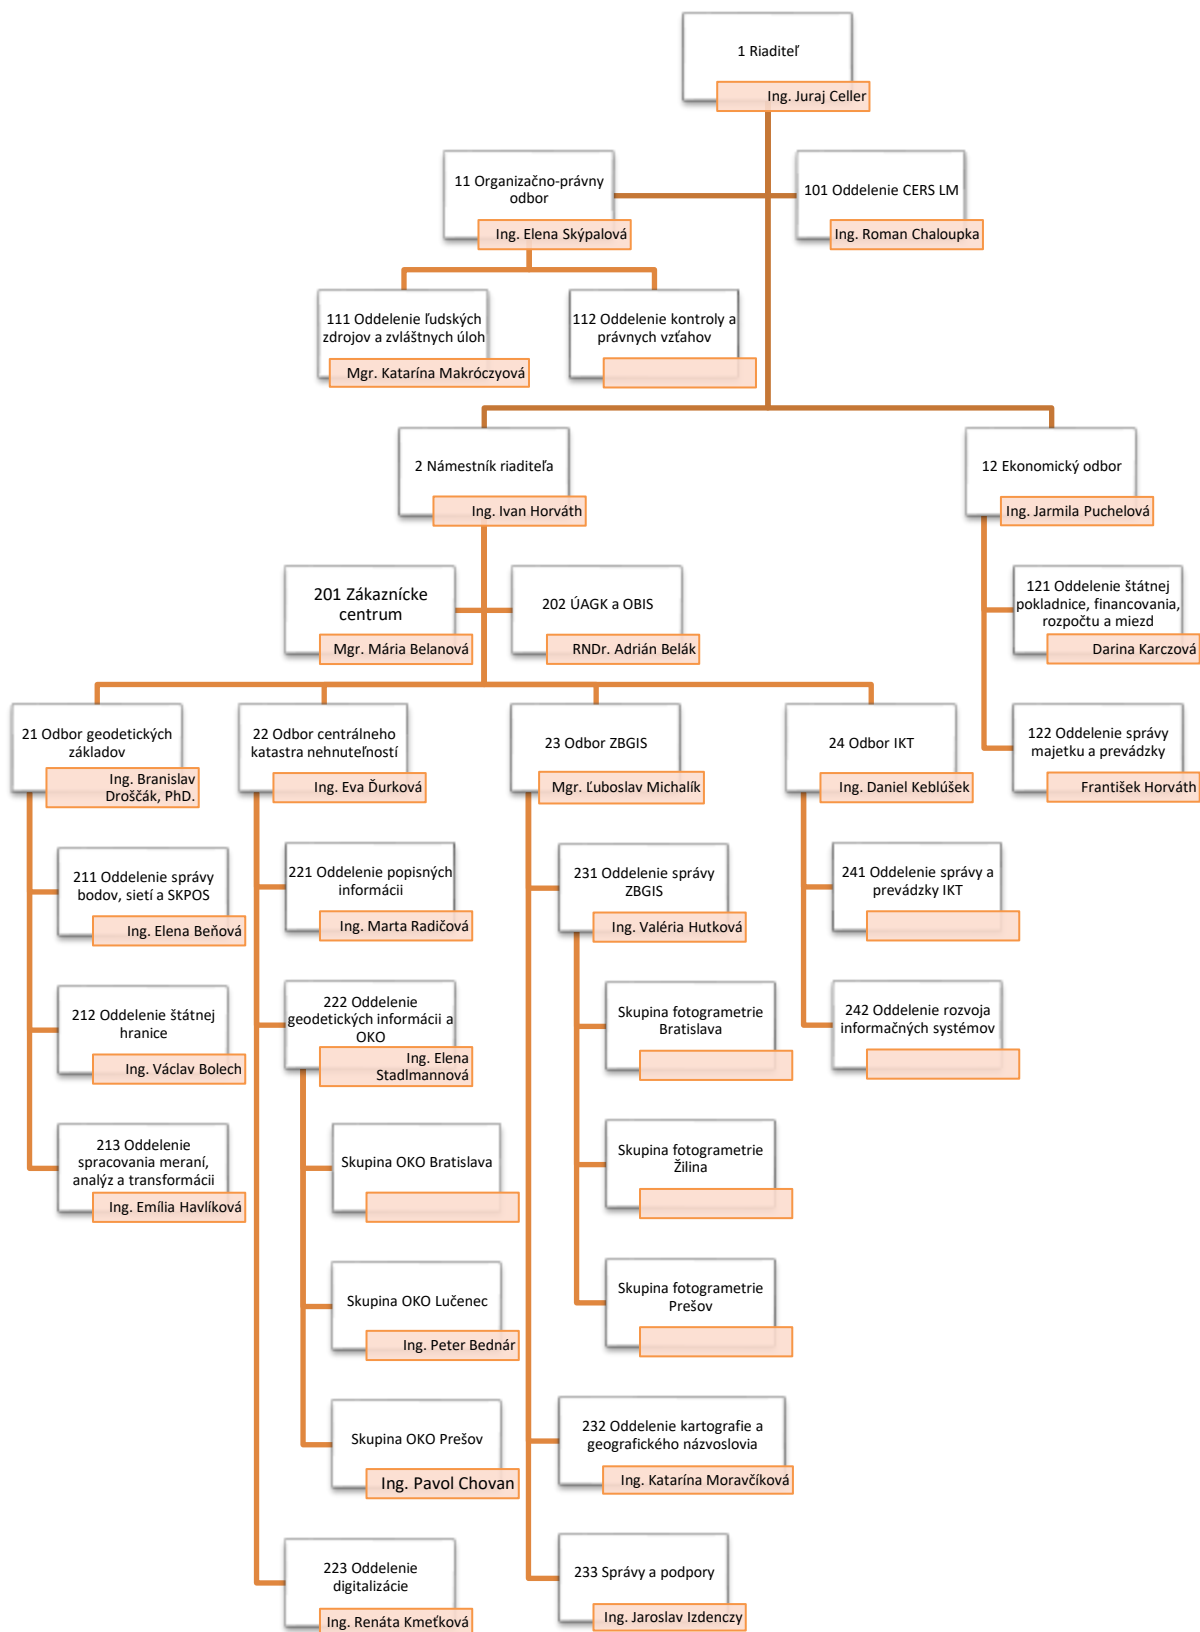 1 Riaditeľ
Ing. Juraj Celler
11 Organizačno-právny
odbor
Ing. Elena Skýpalová
101 Oddelenie CERS LM
Ing. Roman Chaloupka
111 Oddelenie ľudských
zdrojov a zvláštnych úloh
Mgr. Katarína Makróczyová
112 Oddelenie kontroly a
právnych vzťahov
2 Námestník riaditeľa
Ing. Ivan Horváth
12 Ekonomický odbor
Ing. Jarmila Puchelová
201 Zákaznícke
centrum
Mgr. Mária Belanová
202 ÚAGK a OBIS
RNDr. Adrián Belák
121 Oddelenie štátnej
pokladnice, financovania,
rozpočtu a miezd
Darina Karczová
122 Oddelenie správy
majetku a prevádzky
František Horváth
21 Odbor geodetických
základov
Ing. Branislav
Droščák, PhD.
22 Odbor centrálneho
katastra nehnuteľností
Ing. Eva Ďurková
23 Odbor ZBGIS
Mgr. Ľuboslav Michalík
24 Odbor IKT
Ing. Daniel Keblúšek
211 Oddelenie správy
bodov, sietí a SKPOS
Ing. Elena Beňová
212 Oddelenie štátnej
hranice
Ing. Václav Bolech
213 Oddelenie
spracovania meraní,
analýz a transformácii
Ing. Emília Havlíková
221 Oddelenie popisných
informácii
Ing. Marta Radičová
222 Oddelenie
geodetických informácii a
OKO
Ing. Elena
Stadlmannová
Skupina OKO Bratislava
Skupina OKO Lučenec
Ing. Peter Bednár
Skupina OKO Prešov
Ing. Pavol Chovan
223 Oddelenie
digitalizácie
Ing. Renáta Kmeťková
231 Oddelenie správy
ZBGIS
Ing. Valéria Hutková
Skupina fotogrametrie
Bratislava
Skupina fotogrametrie
Žilina
Skupina fotogrametrie
Prešov
232 Oddelenie kartografie a
geografického názvoslovia
Ing. Katarína Moravčíková
233 Správy a podpory
Ing. Jaroslav Izdenczy
241 Oddelenie správy a
prevádzky IKT
242 Oddelenie rozvoja
informačných systémov